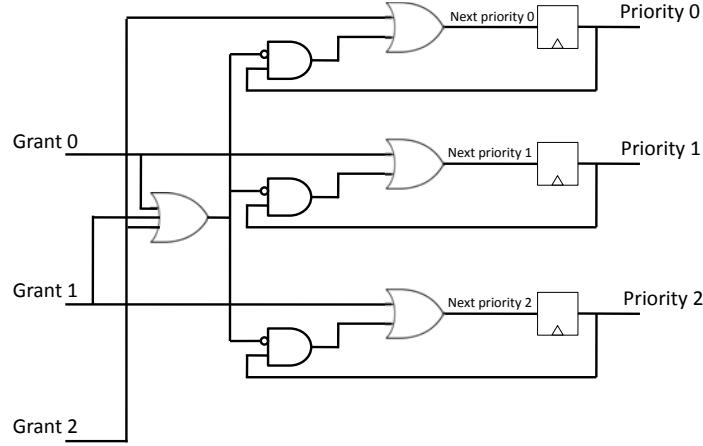 Next priority 0
Priority 0
Grant 0
Next priority 1
Priority 1
Grant 1
Next priority 2
Priority 2
Grant 2